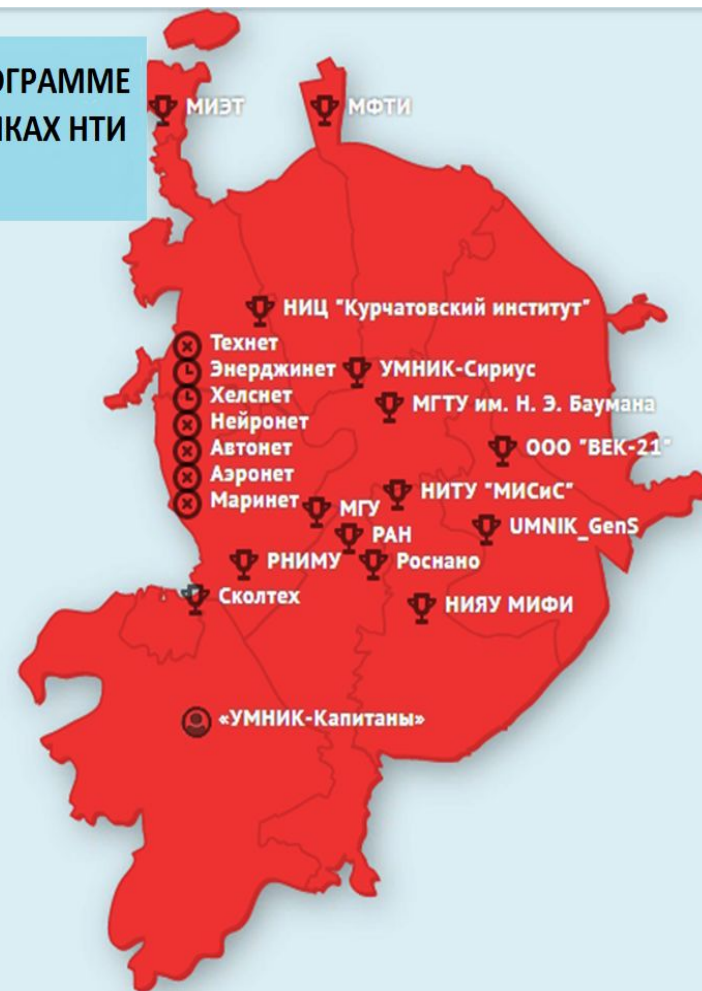 ОГРАММЕ
ІКАХ НТИ
МИЭТ
МФТИ
НИЦ "Курчатовский институт"
Технет
Энерджинет
УМНИК-Сириус
Хелснет
МГТУ им. Н. Э. Баумана
Нейронет
Автонет
ООО "ВЕК-21"
Аэронет
Маринет
НИТУ "МИСиС"
МГУ
UMNIK_GenS
РАН
РНИМУ
Роснано
Сколтех
НИЯУ МИФИ
«УМНИК-Капитаны»